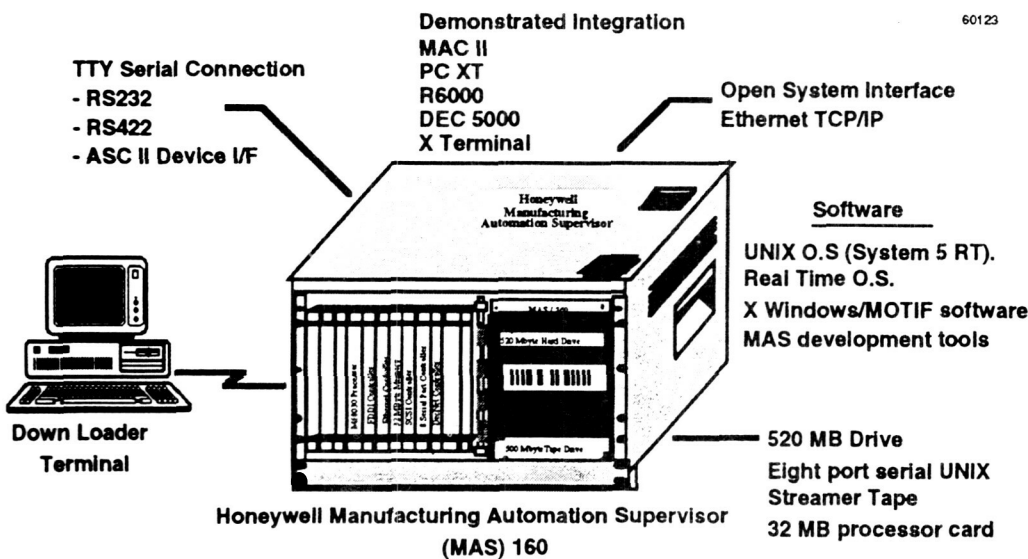 60123
Demonstrated Integration
MAC II
PC XT
R6000
DEC 5000
X Terminal
TTY Serial Connection
- RS232
- RS422
- ASC II Device I/F
Open System Interface
Ethernet TCP/IP
Honeywell
Manufacturing
Automation Supervisor
Software
UNIX O.S (System 5 RT).
Real Time O.S.
X Windows/MOTIF software
MAS development tools
MAS / 160
520 Mbyte Hard Drive
500 Mbyte Tape Drive
FDDI Controller
Ethernet Controller
SCSI Controller
8 Serial Port Controller
Down Loader
Terminal
520 MB Drive
Eight port serial UNIX
Streamer Tape
32 MB processor card
Honeywell Manufacturing Automation Supervisor
(MAS) 160